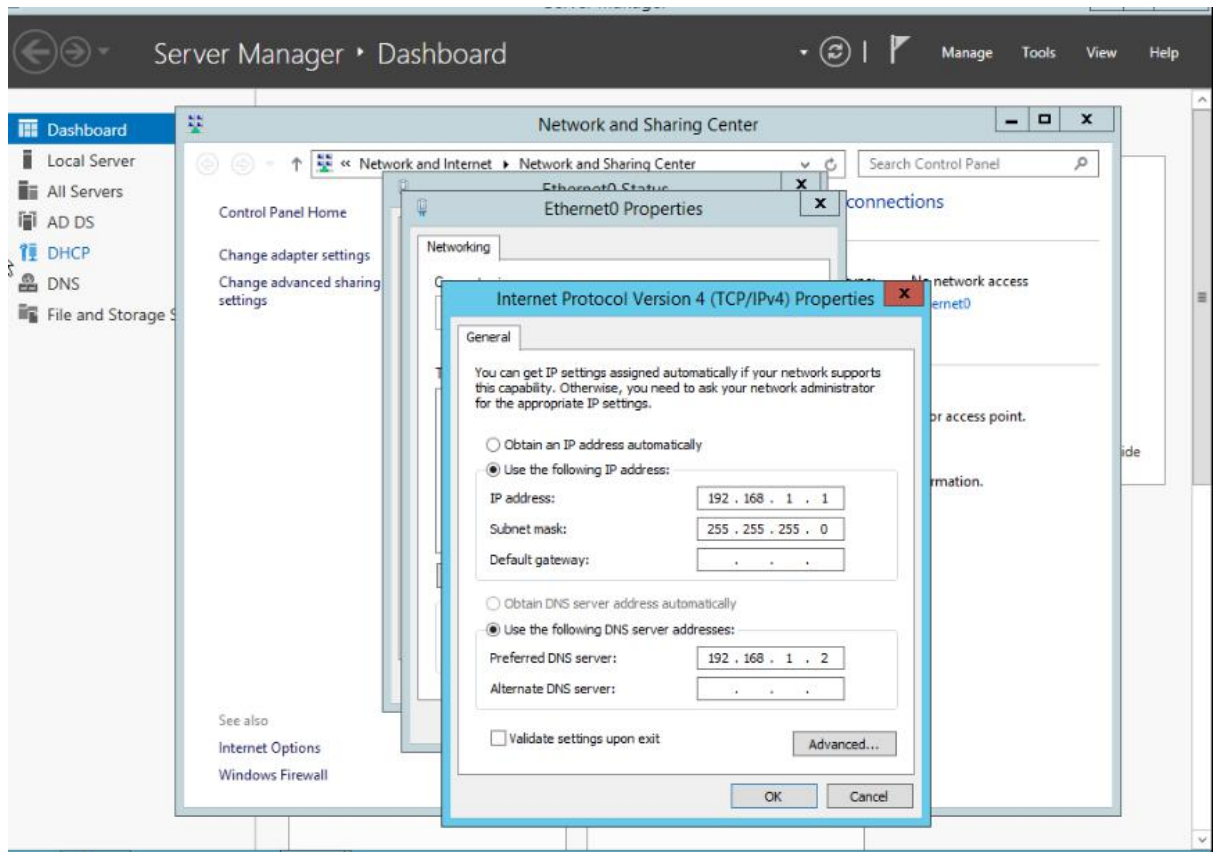 Server Manager
Server Manager • Dashboard
Manage Tools View Help
Dashboard
Local Server
All Servers
AD DS
DHCP
DNS
File and Storage S
Network and Sharing Center
« Network and Internet ▸ Network and Sharing Center
Search Control Panel
Control Panel Home
Change adapter settings
Change advanced sharing
settings
See also
Internet Options
Windows Firewall
Ethernet0 Status
Ethernet0 Properties
Networking
connections
No network access
ernet0
or access point.
rmation.
ide
Internet Protocol Version 4 (TCP/IPv4) Properties
General
You can get IP settings assigned automatically if your network supports
this capability. Otherwise, you need to ask your network administrator
for the appropriate IP settings.
Obtain an IP address automatically
Use the following IP address:
IP address: 192 . 168 . 1 . 1
Subnet mask: 255 . 255 . 255 . 0
Default gateway: . . .
Obtain DNS server address automatically
Use the following DNS server addresses:
Preferred DNS server: 192 . 168 . 1 . 2
Alternate DNS server: . . .
Validate settings upon exit
Advanced...
OK Cancel